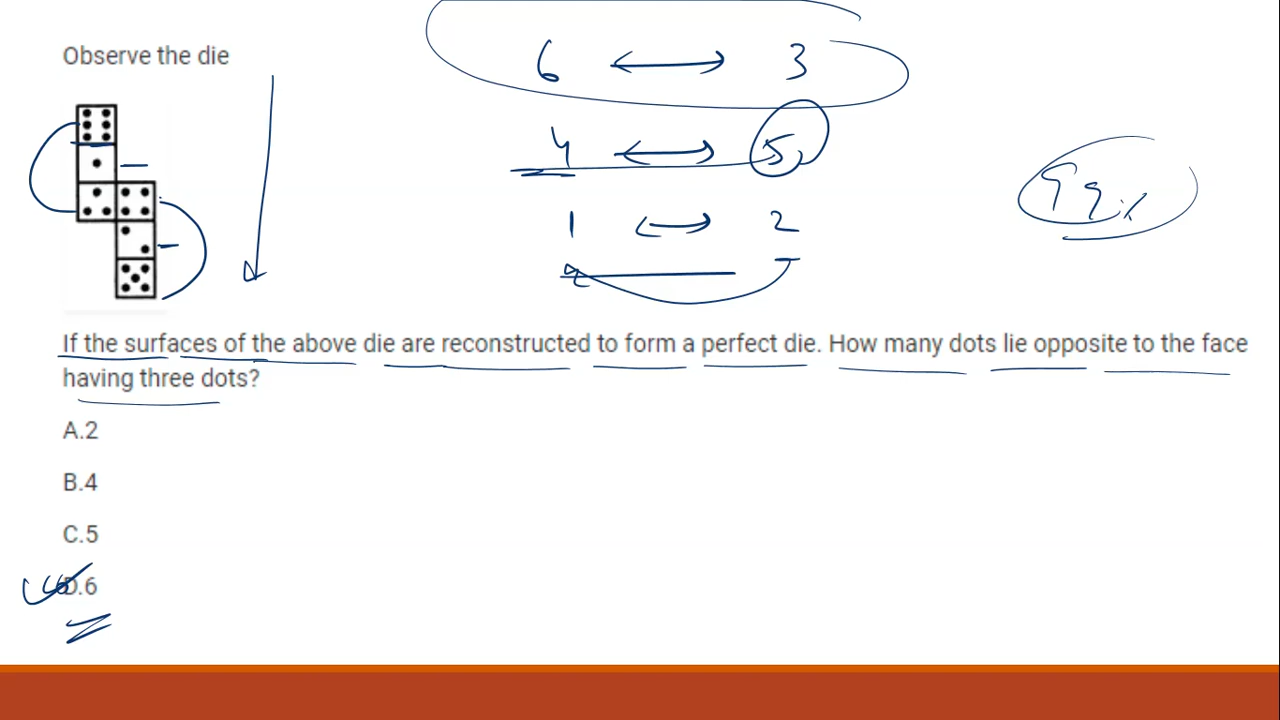 Observe the die
6 ↔ 3
4 ↔ 5
1 ↔ 2
99%
If the surfaces of the above die are reconstructed to form a perfect die. How many dots lie opposite to the face
having three dots?
A.2
B.4
C.5
D.6